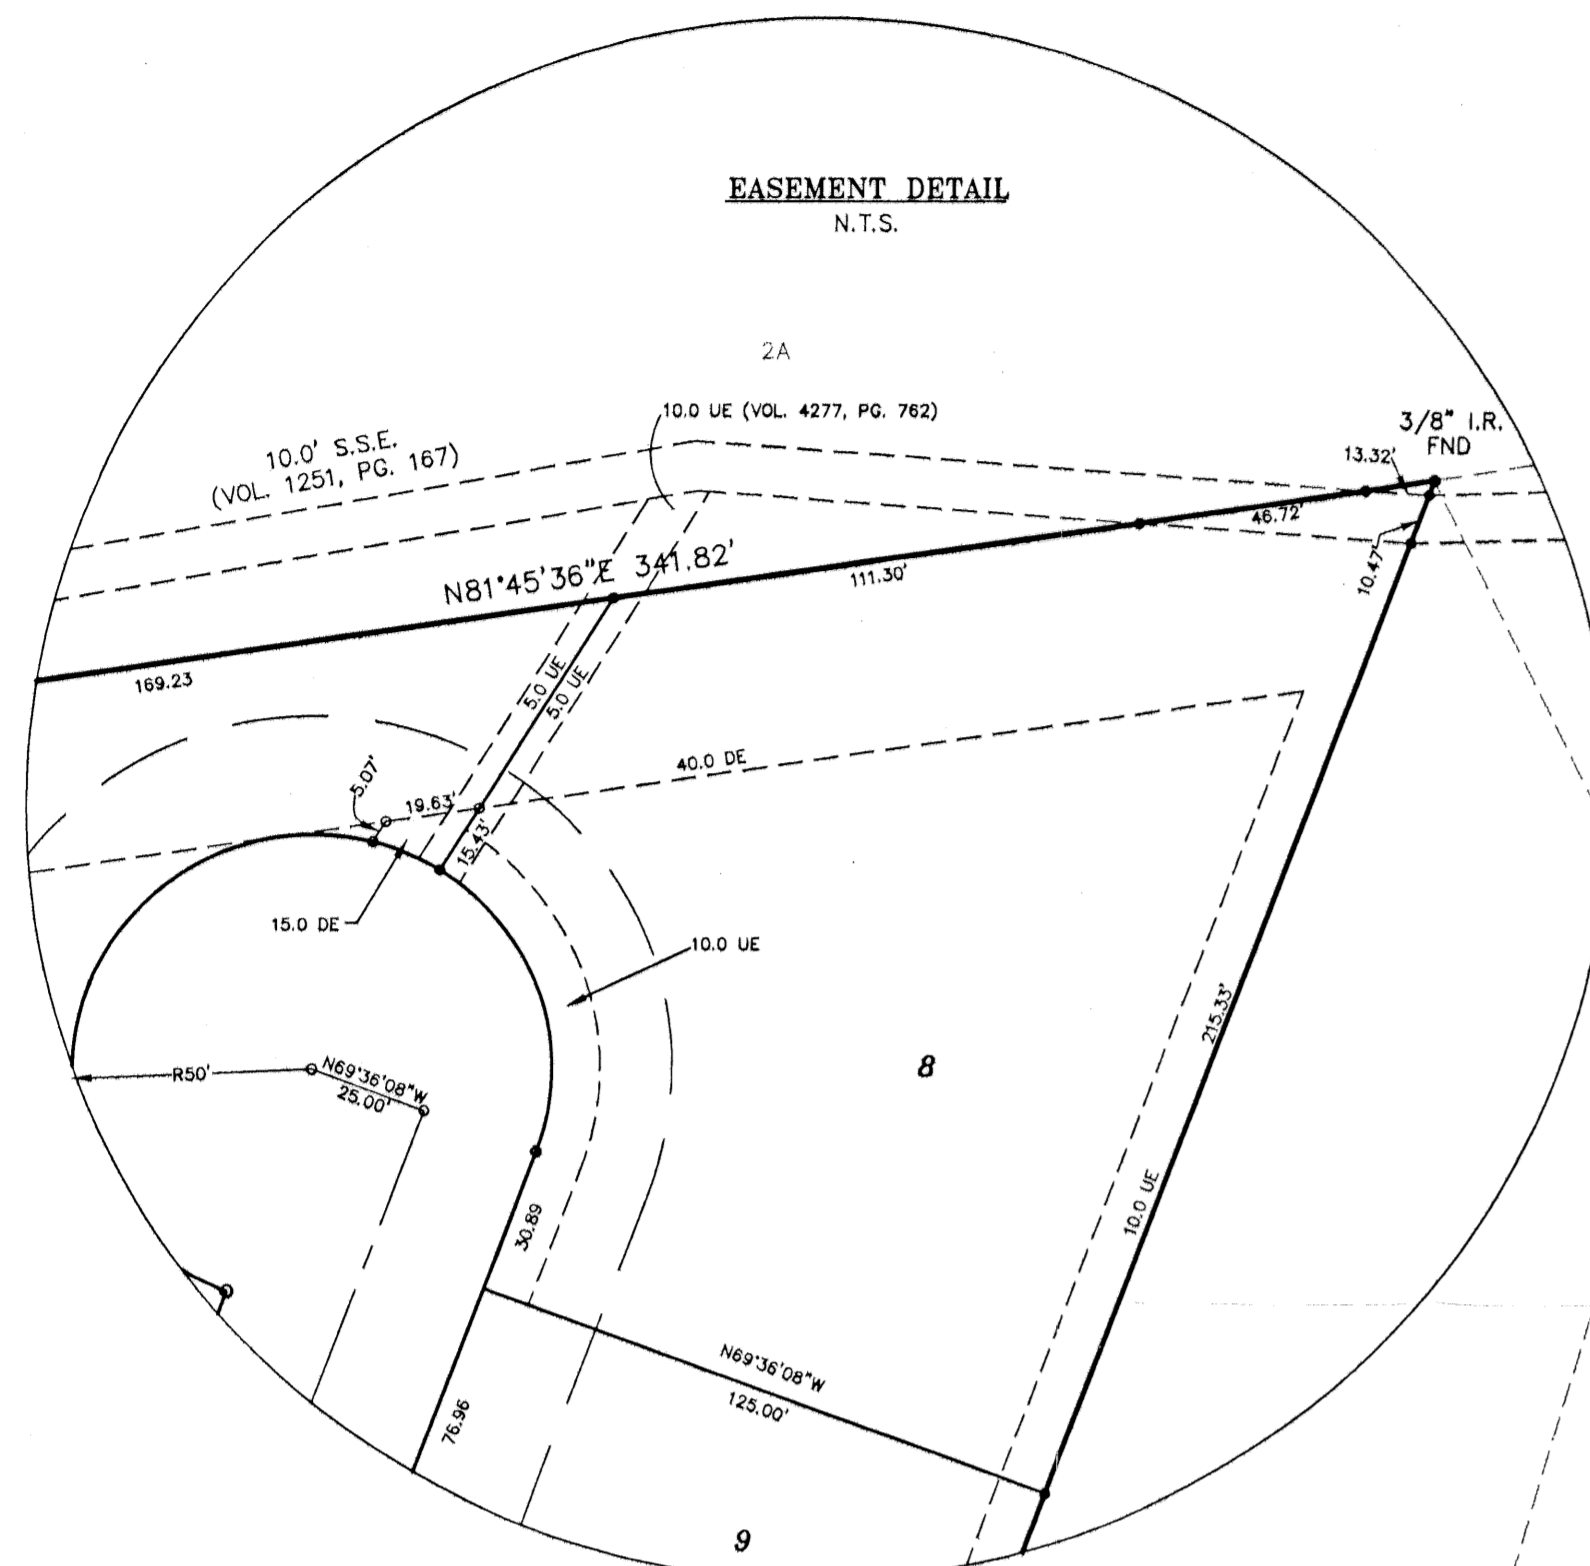 EASEMENT DETAIL
N.T.S.
2A
10.0 UE (VOL. 4277, PG. 762)
3/8" I.R.
FND
13.32'
10.0' S.S.E.
(VOL. 1251, PG. 167)
46.72'
10.47'
N81°45'36"E 341.82'
111.30'
169.23
5.0 UE
5.0 UE
40.0 DE
5.07'
19.63'
15.43'
15.0 DE
10.0 UE
215.33'
8
R50'
N69°36'08"W
25.00'
10.0 UE
30.89
N69°36'08"W
125.00'
76.96
9